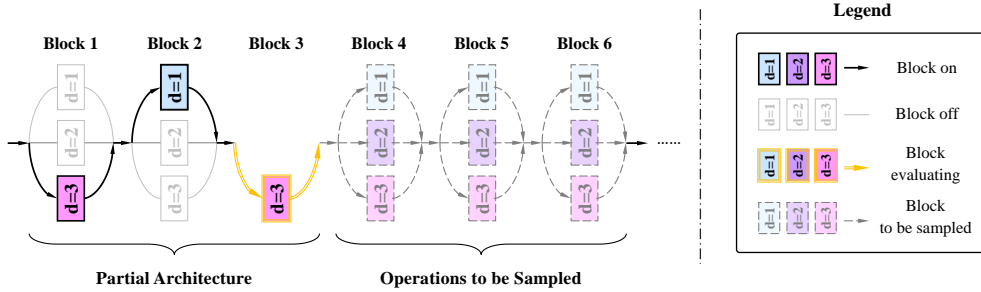 Block 1
Block 2
Block 3
Block 4
Block 5
Block 6
d=1
d=2
d=3
d=1
d=2
d=3
d=3
d=1
d=2
d=3
d=1
d=2
d=3
d=1
d=2
d=3
......
Partial Architecture
Operations to be Sampled
Legend
d=1 d=2 d=3 Block on
d=1 d=2 d=3 Block off
d=1 d=2 d=3 Block
evaluating
d=1 d=2 d=3 Block
to be sampled